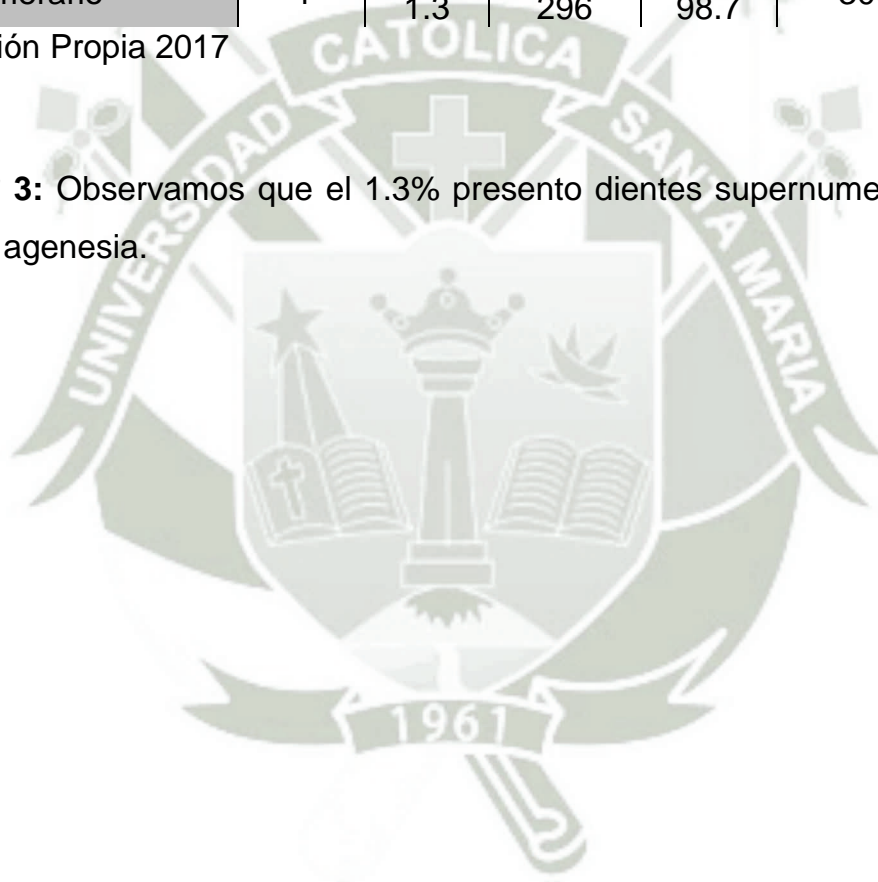 1.3 296 98.7
ión Propia 2017
3: Observamos que el 1.3% presento dientes supernume
agenesia.
UNIVERSIDAD CATÓLICA SANTA MARIA
1961